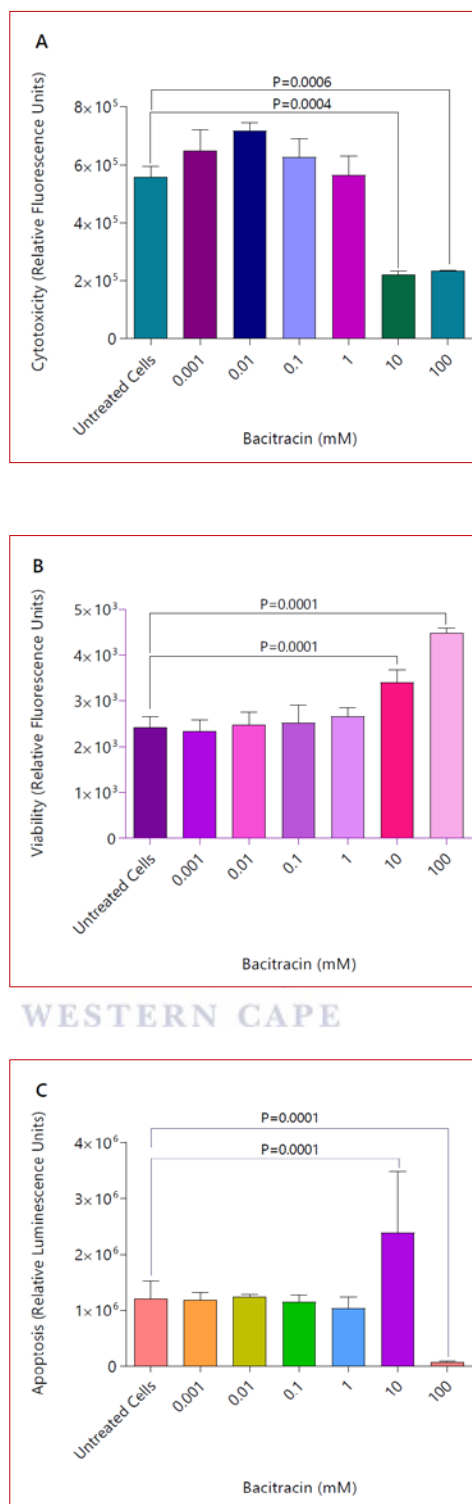 A
P=0.0006
P=0.0004
Cytotoxicity (Relative Fluorescence Units)
8×10⁵
6×10⁵
4×10⁵
2×10⁵
0
Untreated Cells
0.001
0.01
0.1
1
10
100
Bacitracin (mM)
B
P=0.0001
P=0.0001
Viability (Relative Fluorescence Units)
5×10³
4×10³
3×10³
2×10³
1×10³
0
Untreated Cells
0.001
0.01
0.1
1
10
100
Bacitracin (mM)
WESTERN CAPE
C
P=0.0001
P=0.0001
Apoptosis (Relative Luminescence Units)
4×10⁶
3×10⁶
2×10⁶
1×10⁶
0
Untreated Cells
0.001
0.01
0.1
1
10
100
Bacitracin (mM)